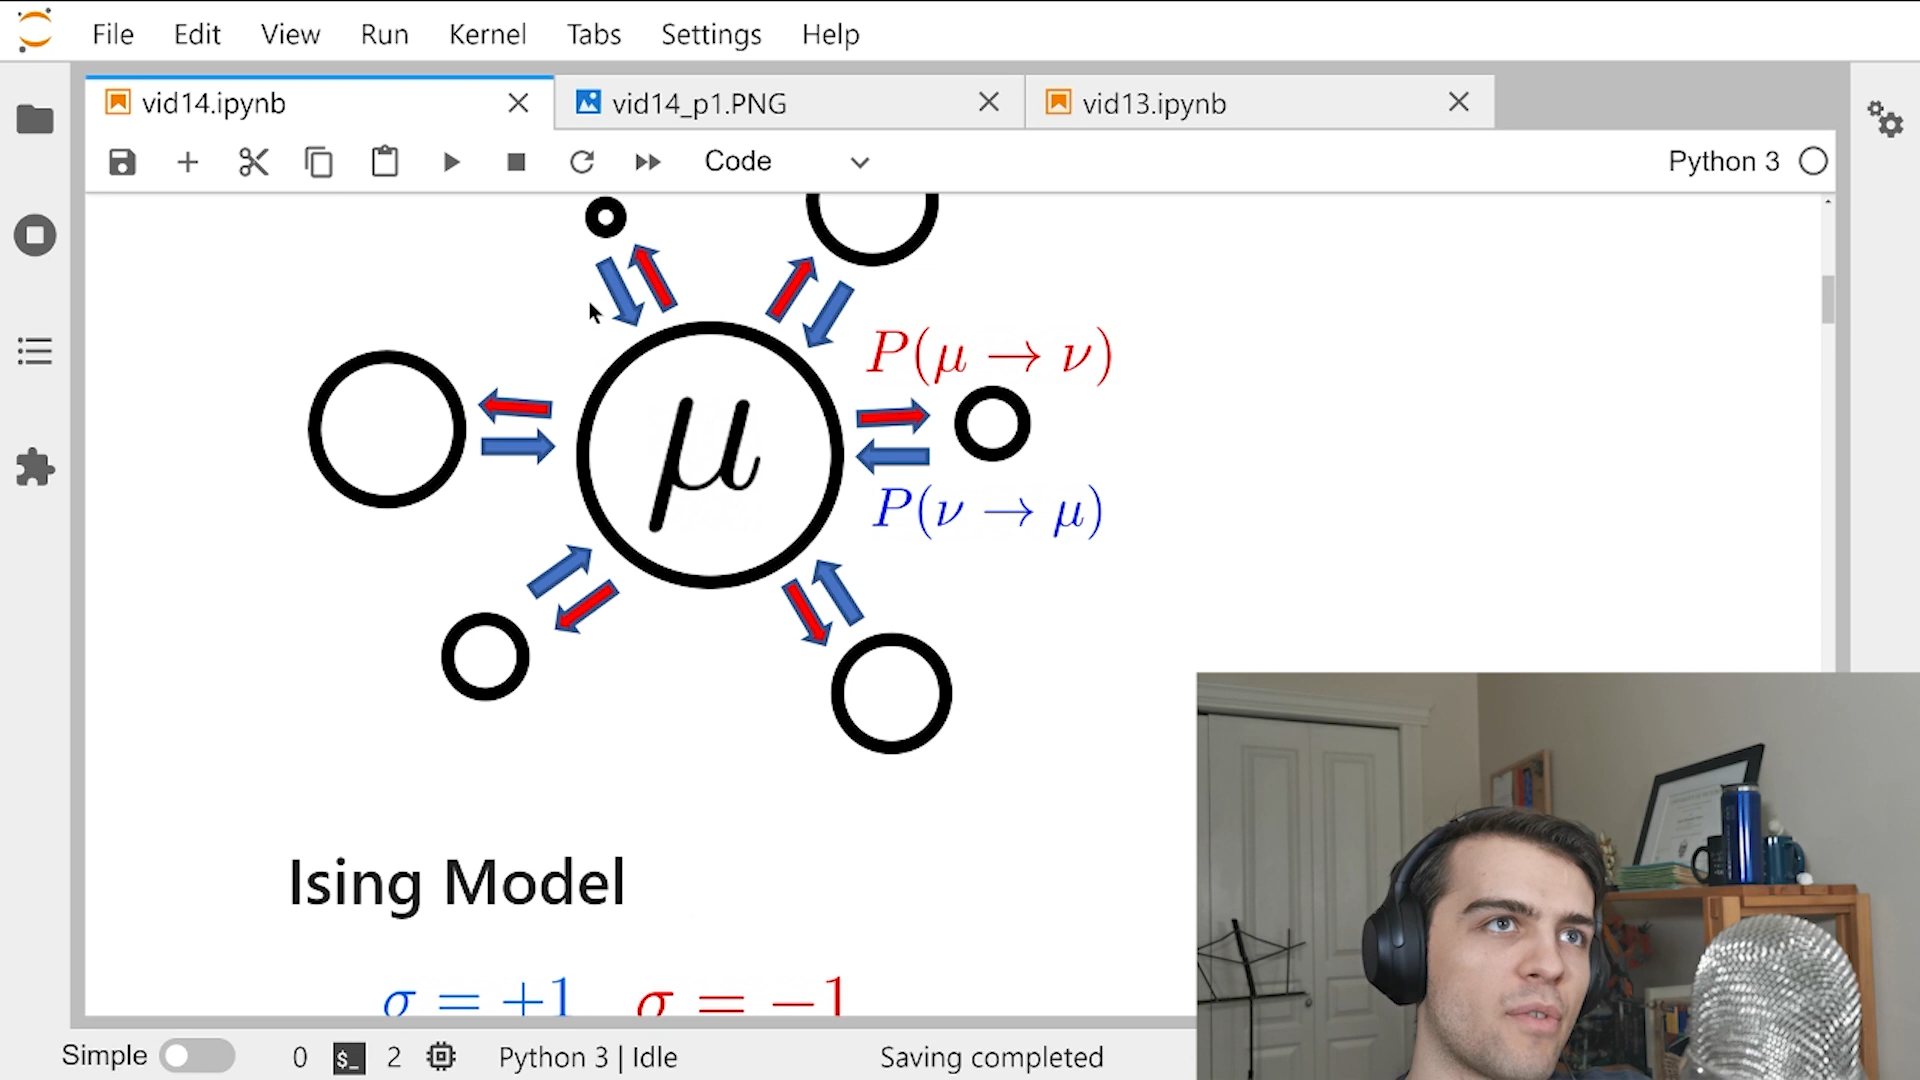 File Edit View Run Kernel Tabs Settings Help
vid14.ipynb vid14_p1.PNG vid13.ipynb
Code Python 3
P(μ → ν)
μ
P(ν → μ)
Ising Model
σ = +1 σ = −1
Simple 0 $_ 2 Python 3 | Idle Saving completed